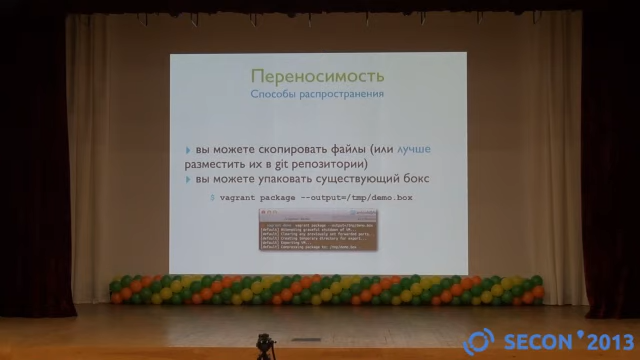 Переносимость
Способы распространения
вы можете скопировать файлы (или лучше
разместить их в git репозитории)
вы можете упаковать существующий бокс
vagrant package --output=/tmp/demo.box
SECON'2013